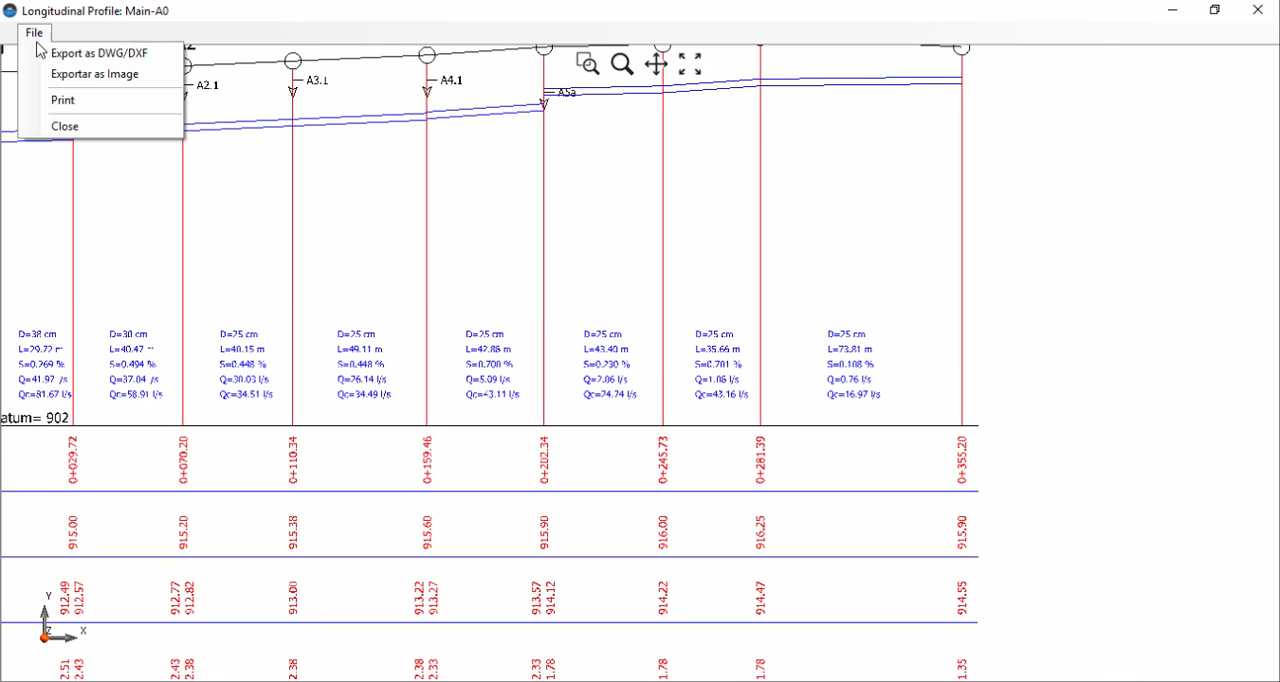 Longitudinal Profile: Main-A0
File
Export as DWG/DXF
Exportar as Image
Print
Close
A2.1
A3.1
A4.1
A5a
D=38 cm D=30 cm D=25 cm D=25 cm D=25 cm D=25 cm D=25 cm D=25 cm
L=29.72 m L=40.47 m L=40.15 m L=49.11 m L=42.88 m L=43.40 m L=35.66 m L=73.81 m
S=0.269 % S=0.494 % S=0.448 % S=0.448 % S=0.700 % S=0.230 % S=0.701 % S=0.108 %
Q=41.97 /s Q=37.04 /s Q=30.03 l/s Q=26.14 l/s Q=5.09 l/s Q=2.06 l/s Q=1.06 l/s Q=0.76 l/s
Qc=81.67 l/s Qc=58.91 l/s Qc=34.51 l/s Qc=34.49 l/s Qc=43.11 l/s Qc=24.74 l/s Qc=43.16 l/s Qc=16.97 l/s
atum= 902
0+029.72 0+070.20 0+110.34 0+159.46 0+202.34 0+245.73 0+281.39 0+355.20
915.00 915.20 915.38 915.60 915.90 916.00 916.25 915.90
912.49 912.57 912.77 912.82 913.00 913.22 913.27 913.57 914.12 914.22 914.47 914.55
2.51 2.43 2.43 2.38 2.38 2.38 2.33 2.33 1.78 1.78 1.78 1.35
Y
Z
X